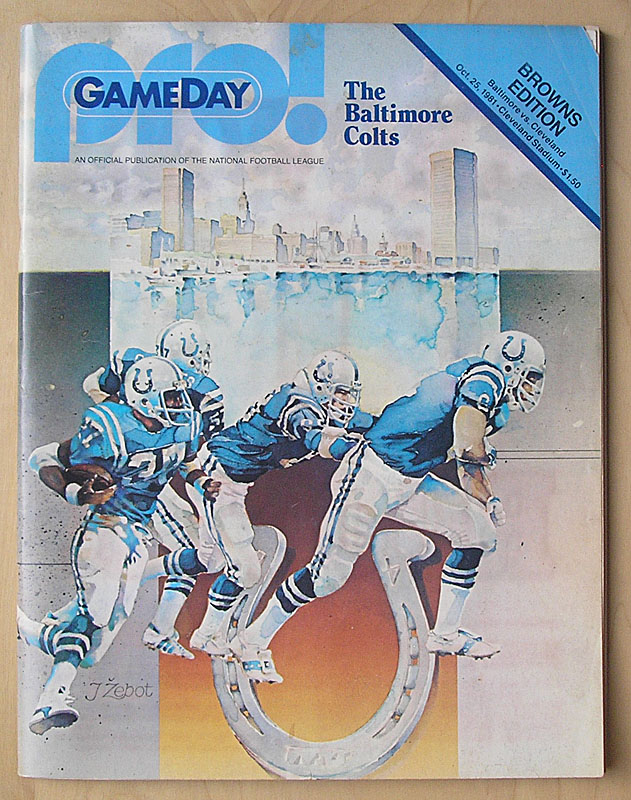 pro!
GAMEDAY
AN OFFICIAL PUBLICATION OF THE NATIONAL FOOTBALL LEAGUE
The
Baltimore
Colts
BROWNS
EDITION
Baltimore vs. Cleveland
Oct. 25, 1981 • Cleveland Stadium • $1.50
J Žebot